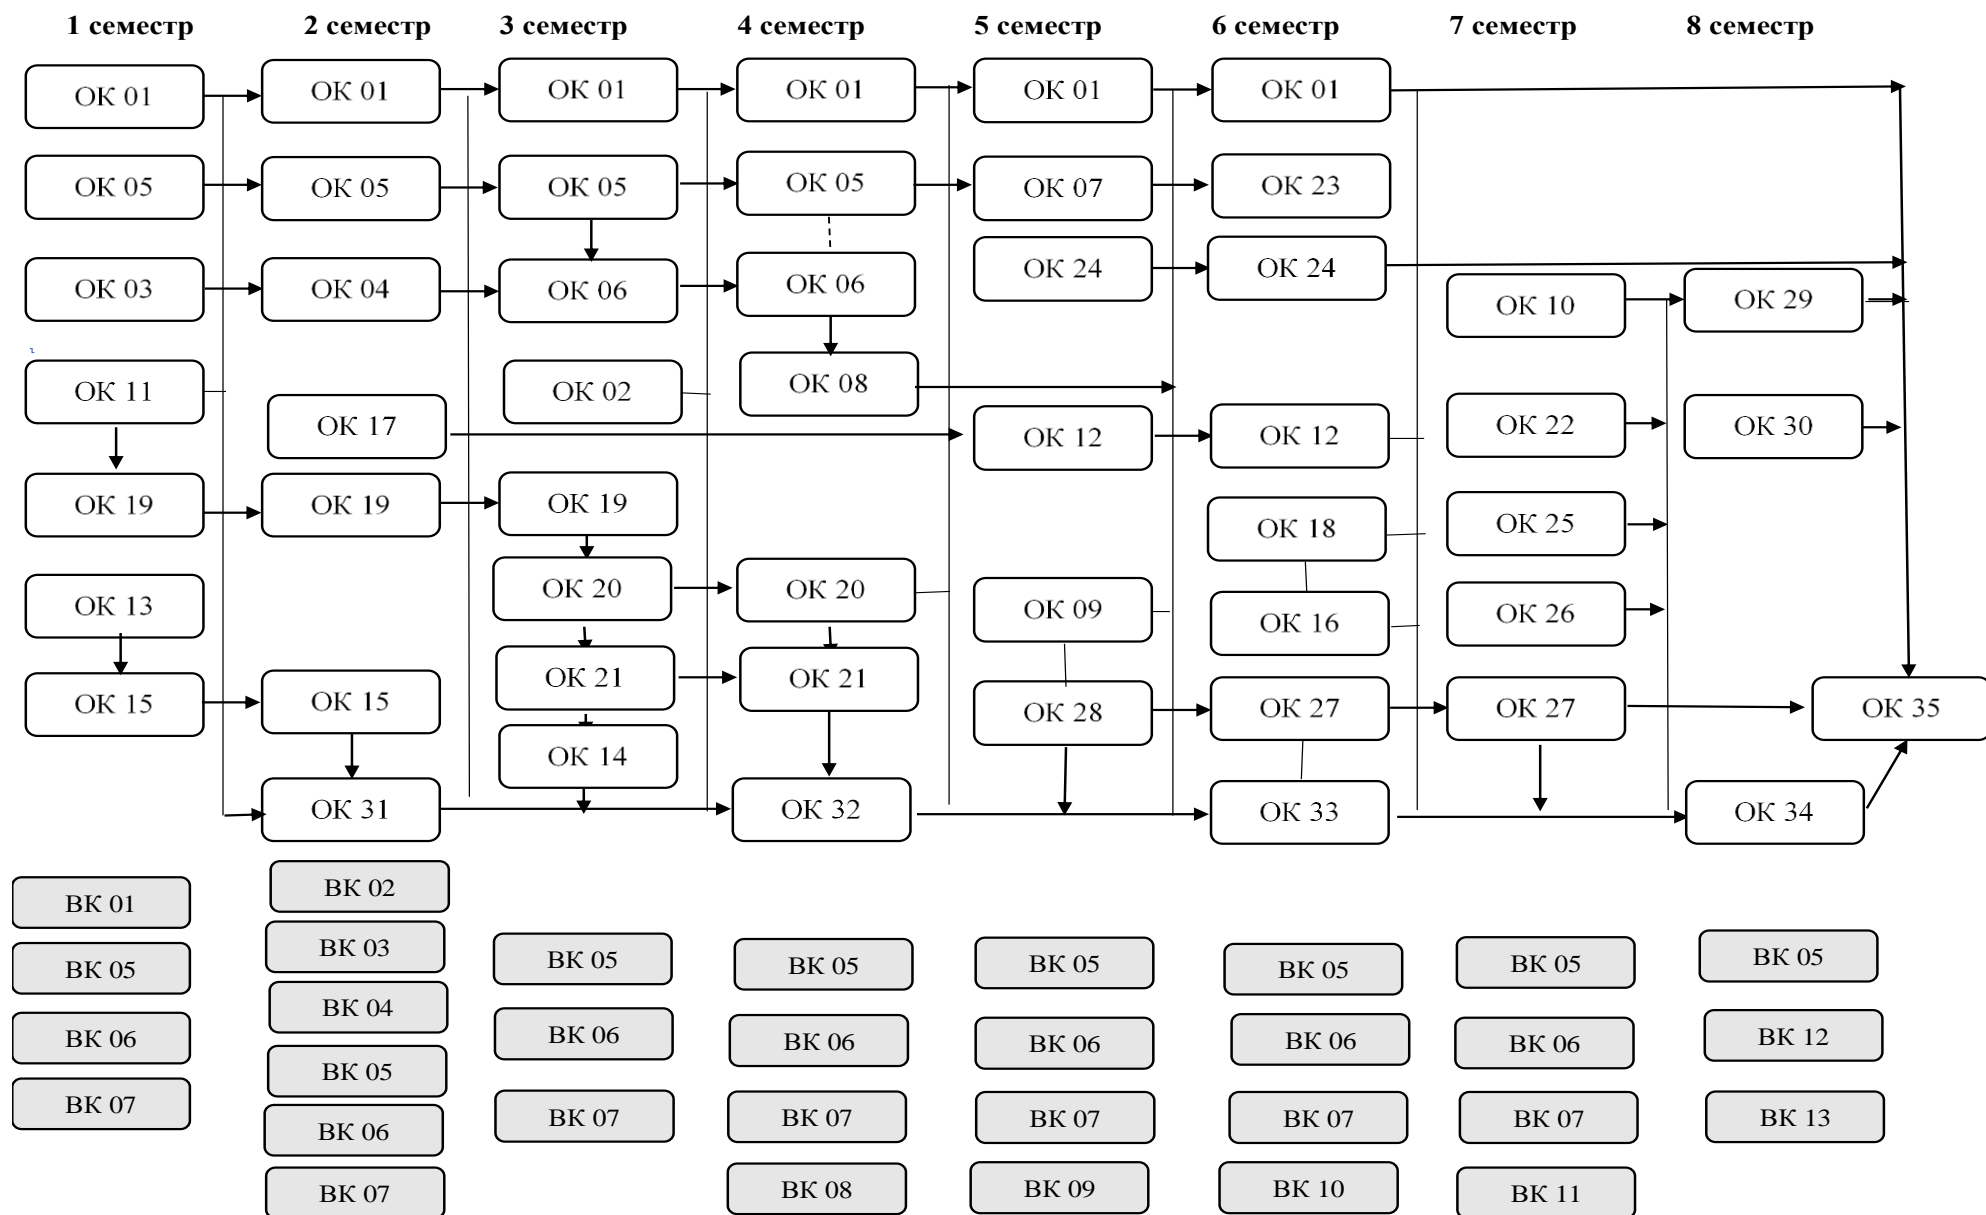 1 семестр
2 семестр
3 семестр
4 семестр
5 семестр
6 семестр
7 семестр
8 семестр
ОК 01
ОК 01
ОК 01
ОК 01
ОК 01
ОК 01
ОК 05
ОК 05
ОК 05
ОК 05
ОК 07
ОК 23
ОК 24
ОК 24
ОК 03
ОК 04
ОК 06
ОК 06
ОК 10
ОК 29
ОК 11
ОК 02
ОК 08
ОК 17
ОК 12
ОК 12
ОК 22
ОК 30
ОК 19
ОК 19
ОК 19
ОК 18
ОК 25
ОК 13
ОК 20
ОК 20
ОК 09
ОК 16
ОК 26
ОК 15
ОК 15
ОК 21
ОК 21
ОК 28
ОК 27
ОК 27
ОК 35
ОК 14
ОК 31
ОК 32
ОК 33
ОК 34
ВК 01
ВК 02
ВК 03
ВК 05
ВК 05
ВК 05
ВК 05
ВК 05
ВК 05
ВК 05
ВК 04
ВК 06
ВК 06
ВК 06
ВК 06
ВК 06
ВК 06
ВК 12
ВК 05
ВК 07
ВК 06
ВК 07
ВК 07
ВК 07
ВК 07
ВК 07
ВК 13
ВК 07
ВК 08
ВК 09
ВК 10
ВК 11